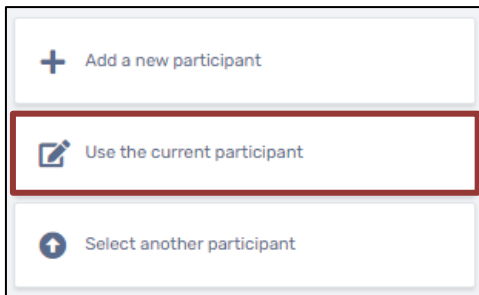 Add a new participant
Use the current participant
Select another participant